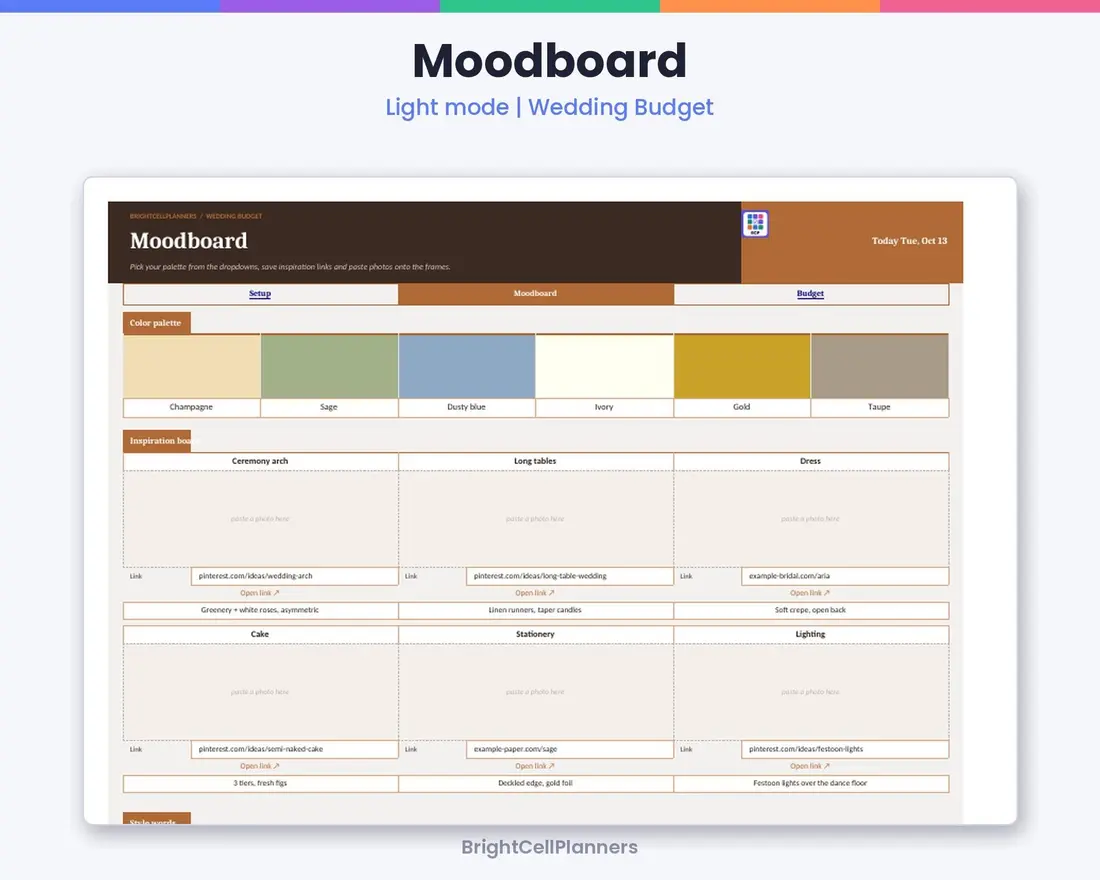 Moodboard
Light mode | Wedding Budget
BRIGHTCELLPLANNERS / WEDDING BUDGET
Moodboard
Pick your palette from the dropdowns, save inspiration links and paste photos onto the frames.
BCP
Today Tue, Oct 13
Setup Moodboard Budget
Color palette
Champagne Sage Dusty blue Ivory Gold Taupe
Inspiration boa
Ceremony arch Long tables Dress
paste a photo here paste a photo here paste a photo here
Link pinterest.com/ideas/wedding-arch Link pinterest.com/ideas/long-table-wedding Link example-bridal.com/aria
Open link ↗ Open link ↗ Open link ↗
Greenery + white roses, asymmetric Linen runners, taper candles Soft crepe, open back
Cake Stationery Lighting
paste a photo here paste a photo here paste a photo here
Link pinterest.com/ideas/semi-naked-cake Link example-paper.com/sage Link pinterest.com/ideas/festoon-lights
Open link ↗ Open link ↗ Open link ↗
3 tiers, fresh figs Deckled edge, gold foil Festoon lights over the dance floor
Style words
BrightCellPlanners